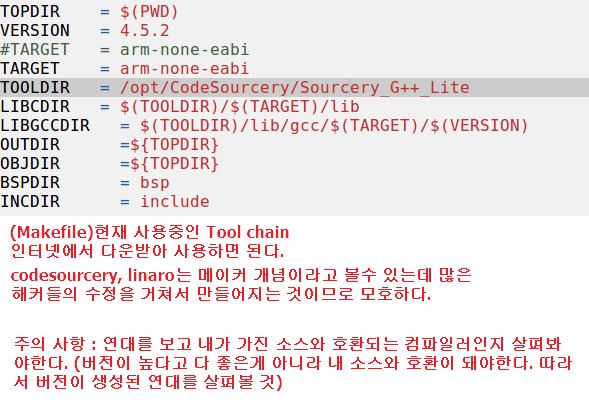 TOPDIR = $(PWD)
VERSION = 4.5.2
#TARGET = arm-none-eabi
TARGET = arm-none-eabi
TOOLDIR = /opt/CodeSourcery/Sourcery_G++_Lite
LIBCDIR = $(TOOLDIR)/$(TARGET)/lib
LIBGCCDIR = $(TOOLDIR)/lib/gcc/$(TARGET)/$(VERSION)
OUTDIR =${TOPDIR}
OBJDIR =${TOPDIR}
BSPDIR = bsp
INCDIR = include
(Makefile)현재 사용중인 Tool chain
인터넷에서 다운받아 사용하면 된다.
codesourcery, linaro는 메이커 개념이라고 볼수 있는데 많은
해커들의 수정을 거쳐서 만들어지는 것이므로 모호하다.
주의 사항 : 연대를 보고 내가 가진 소스와 호환되는 컴파일러인지 살펴봐
야한다. (버전이 높다고 다 좋은게 아니라 내 소스와 호환이 돼야한다. 따라
서 버전이 생성된 연대를 살펴볼 것)